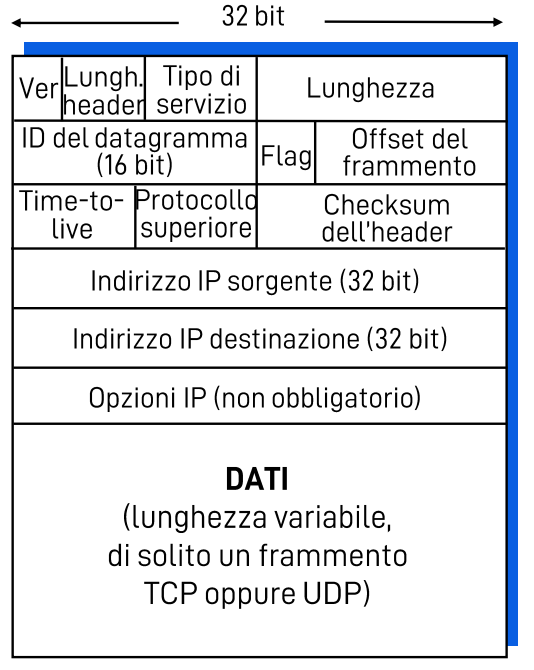 32 bit
Ver
Lungh.
header
Tipo di
servizio
Lunghezza
ID del datagramma
(16 bit)
Flag
Offset del
frammento
Time-to-
live
Protocollo
superiore
Checksum
dell'header
Indirizzo IP sorgente (32 bit)
Indirizzo IP destinazione (32 bit)
Opzioni IP (non obbligatorio)
DATI
(lunghezza variabile,
di solito un frammento
TCP oppure UDP)